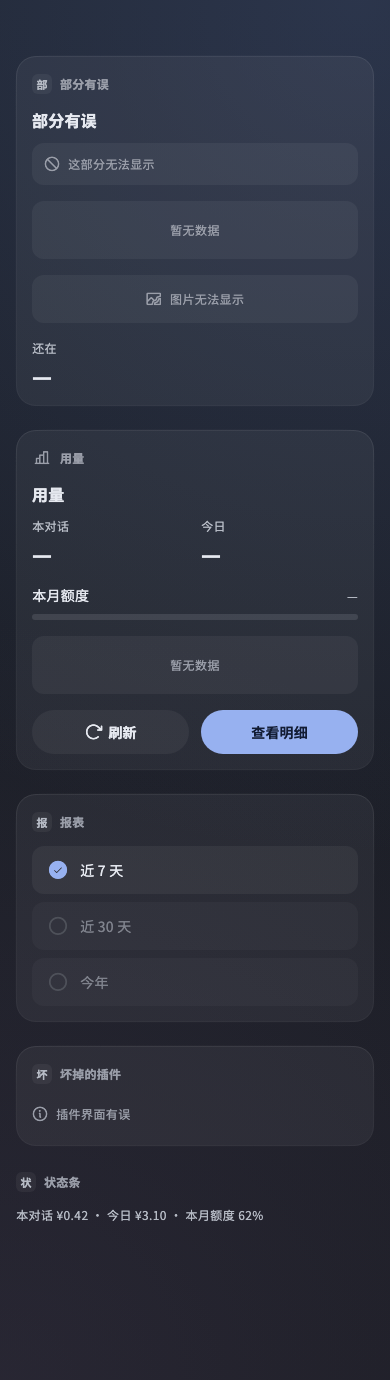 部 部分有误
部分有误
这部分无法显示
暂无数据
图片无法显示
还在
—
用量
用量
本对话 今日
— —
本月额度 —
暂无数据
刷新 查看明细
报 报表
近 7 天
近 30 天
今年
坏 坏掉的插件
插件界面有误
状 状态条
本对话 ¥0.42 · 今日 ¥3.10 · 本月额度 62%